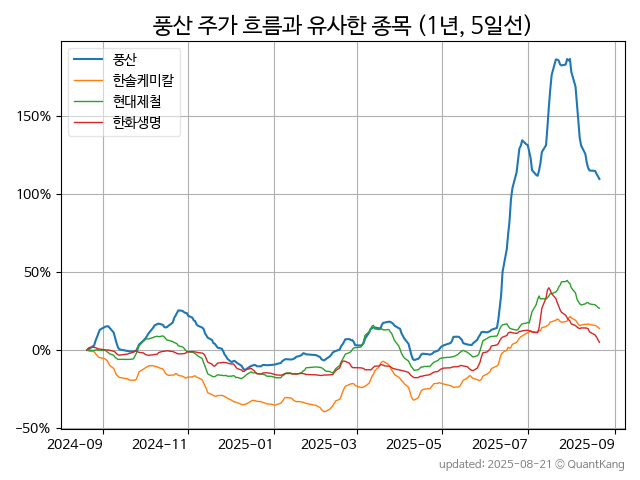 풍산 주가 흐름과 유사한 종목 (1년, 5일선)
풍산
한솔케미칼
현대제철
한화생명
150%
100%
50%
0%
−50%
2024-09 2024-11 2025-01 2025-03 2025-05 2025-07 2025-09
updated: 2025-08-21 © QuantKang